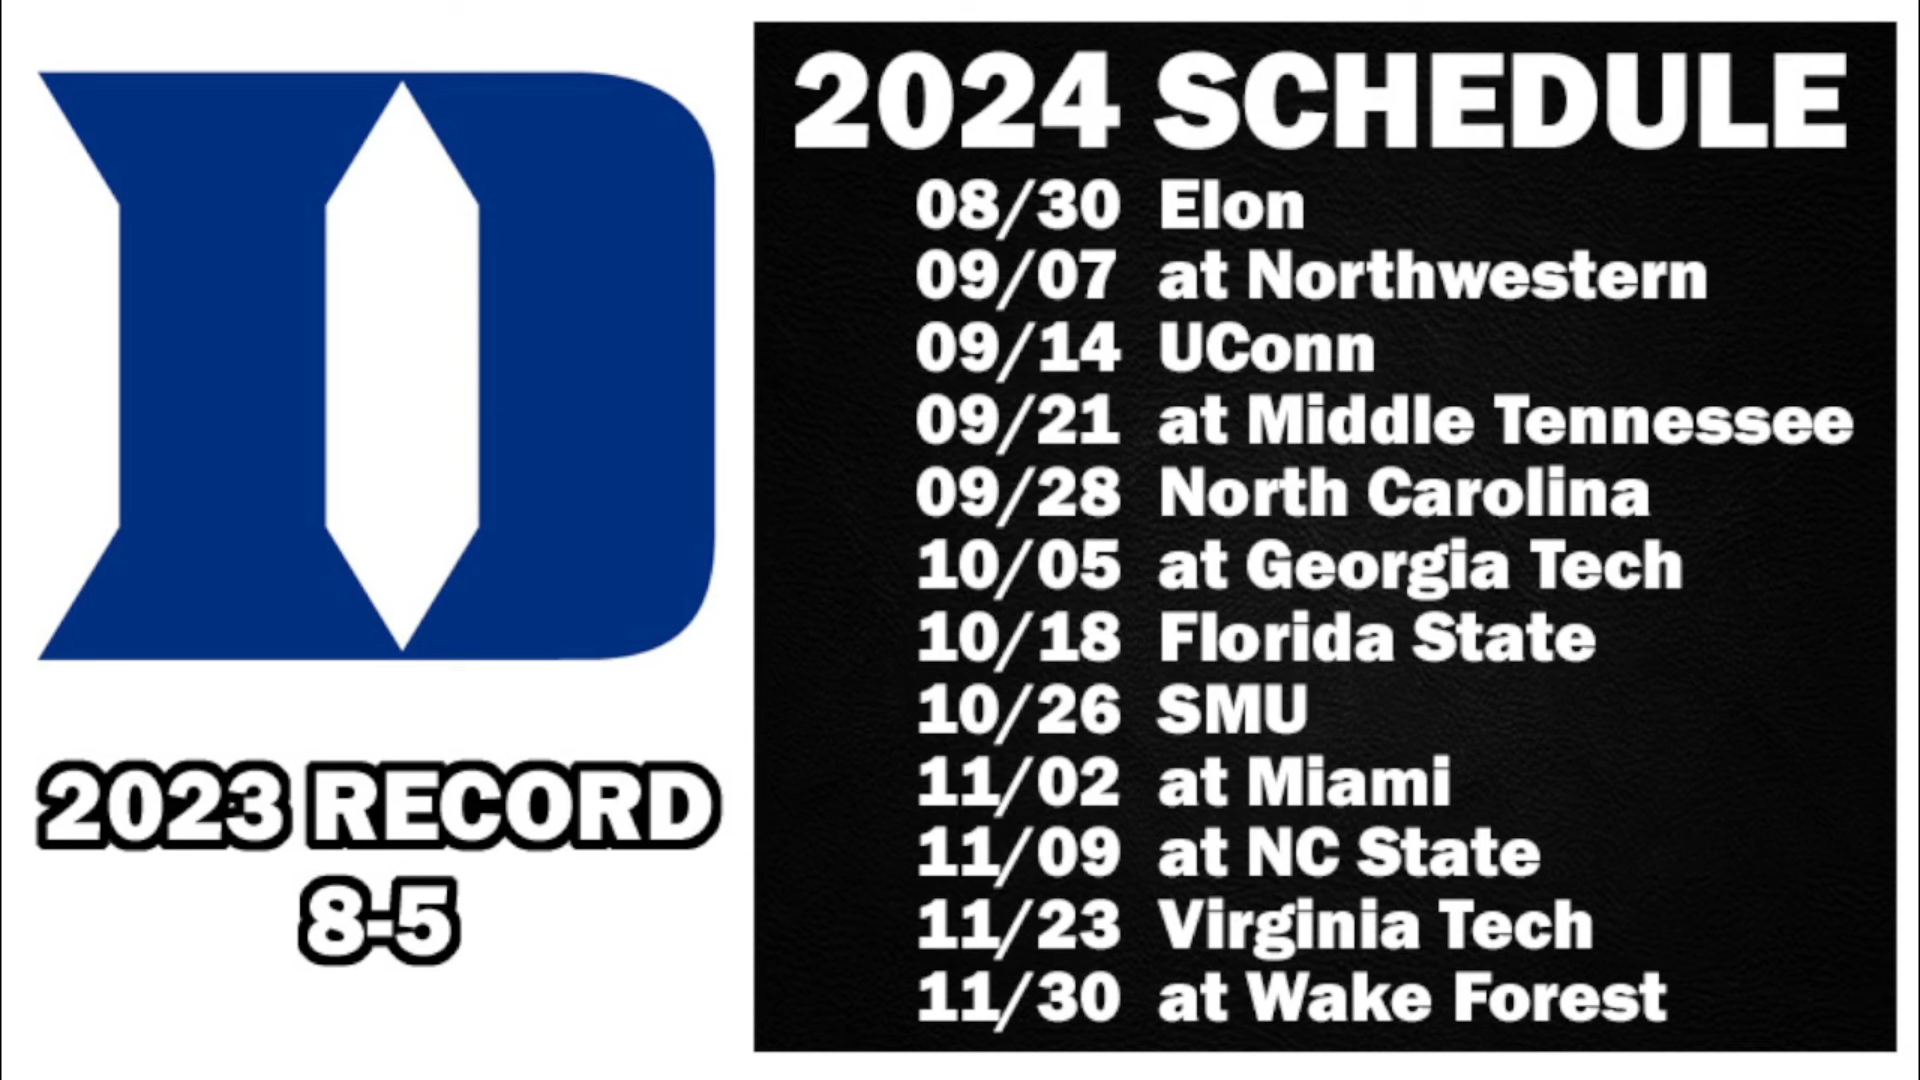 2023 RECORD
8-5
2024 SCHEDULE
08/30 Elon
09/07 at Northwestern
09/14 UConn
09/21 at Middle Tennessee
09/28 North Carolina
10/05 at Georgia Tech
10/18 Florida State
10/26 SMU
11/02 at Miami
11/09 at NC State
11/23 Virginia Tech
11/30 at Wake Forest